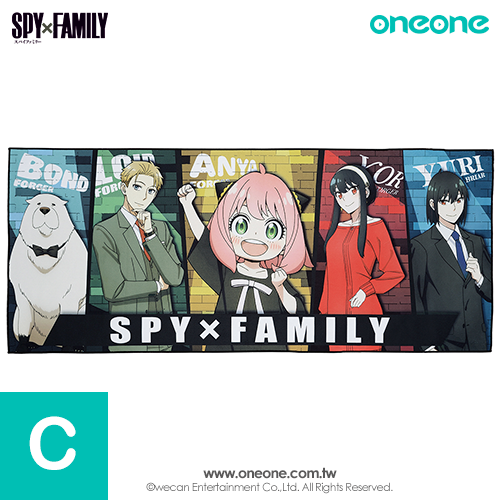 SPY×FAMILY
スパイファミリー
oneone
BOND
FORGER
LOID
FORGER
ANYA
FORGER
YOR
FORGER
YURI
BRIAR
SPY×FAMILY
C
www.oneone.com.tw
©wecan Entertainment Co.,Ltd. All Rights Reserved.